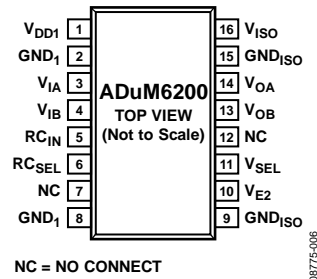 VDD1 1
GND1 2
VIA 3
VIB 4
RCIN 5
RCSEL 6
NC 7
GND1 8
ADuM6200
TOP VIEW
(Not to Scale)
16 VISO
15 GNDISO
14 VOA
13 VOB
12 NC
11 VSEL
10 VE2
9 GNDISO
NC = NO CONNECT
08775-006